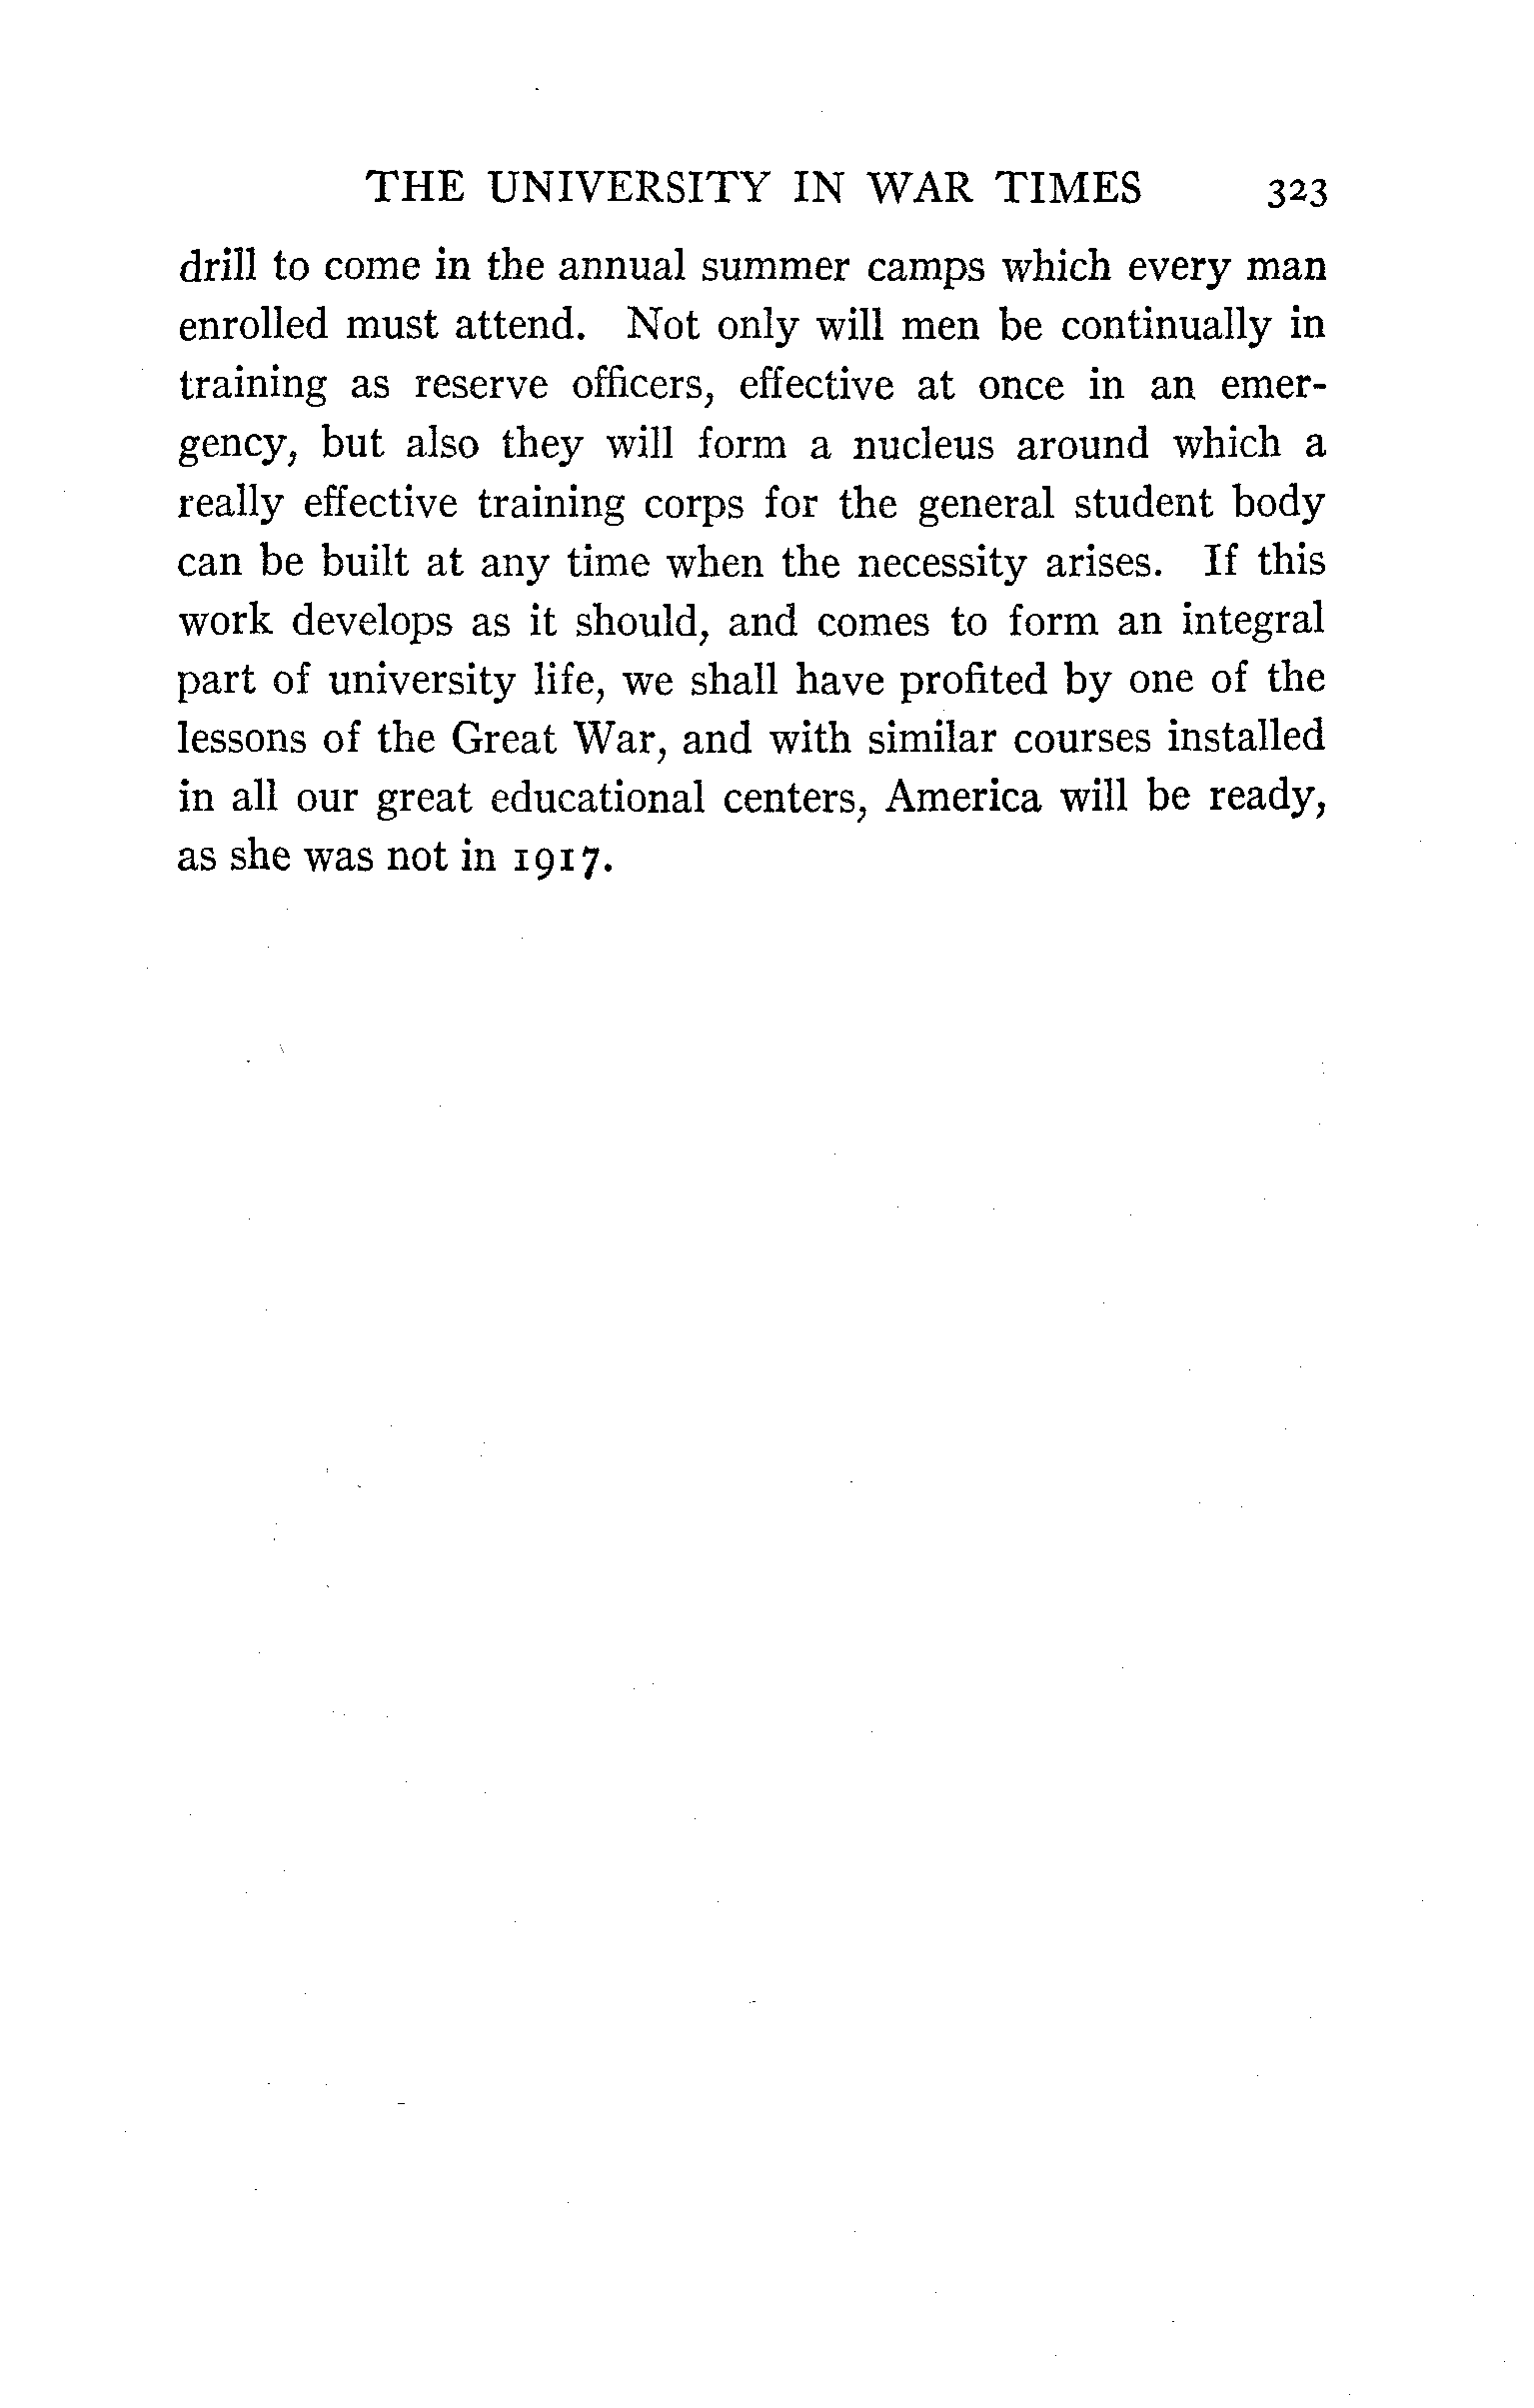 THE UNIVERSITY IN WAR TIMES 323
drill to come in the annual summer camps which every man
enrolled must attend. Not only will men be continually in
training as reserve officers, effective at once in an emer-
gency, but also they will form a nucleus around which a
really effective training corps for the general student body
can be built at any time when the necessity arises. If this
work develops as it should, and comes to form an integral
part of university life, we shall have profited by one of the
lessons of the Great War, and with similar courses installed
in all our great educational centers, America will be ready,
as she was not in 1917.